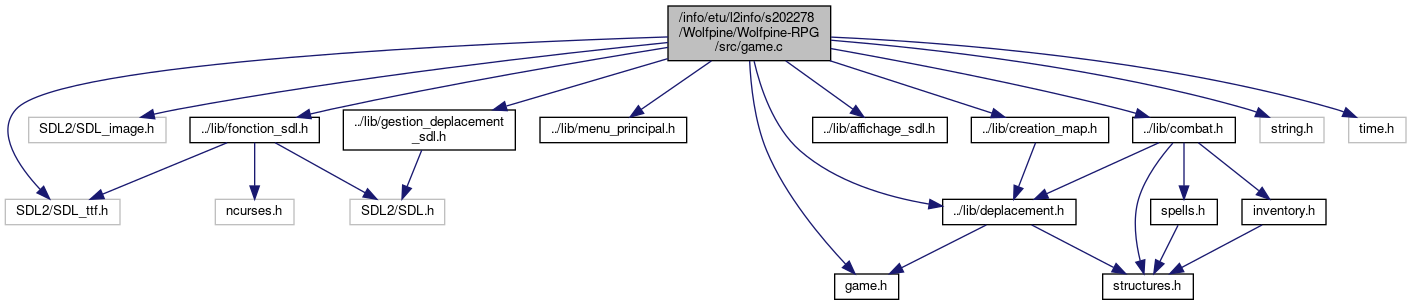 /info/etu/l2info/s202278
/Wolfpine/Wolfpine-RPG
/src/game.c
SDL2/SDL_image.h
../lib/fonction_sdl.h
../lib/gestion_deplacement
_sdl.h
../lib/menu_principal.h
../lib/affichage_sdl.h
../lib/creation_map.h
../lib/combat.h
string.h
time.h
SDL2/SDL_ttf.h
ncurses.h
SDL2/SDL.h
../lib/deplacement.h
spells.h
inventory.h
game.h
structures.h